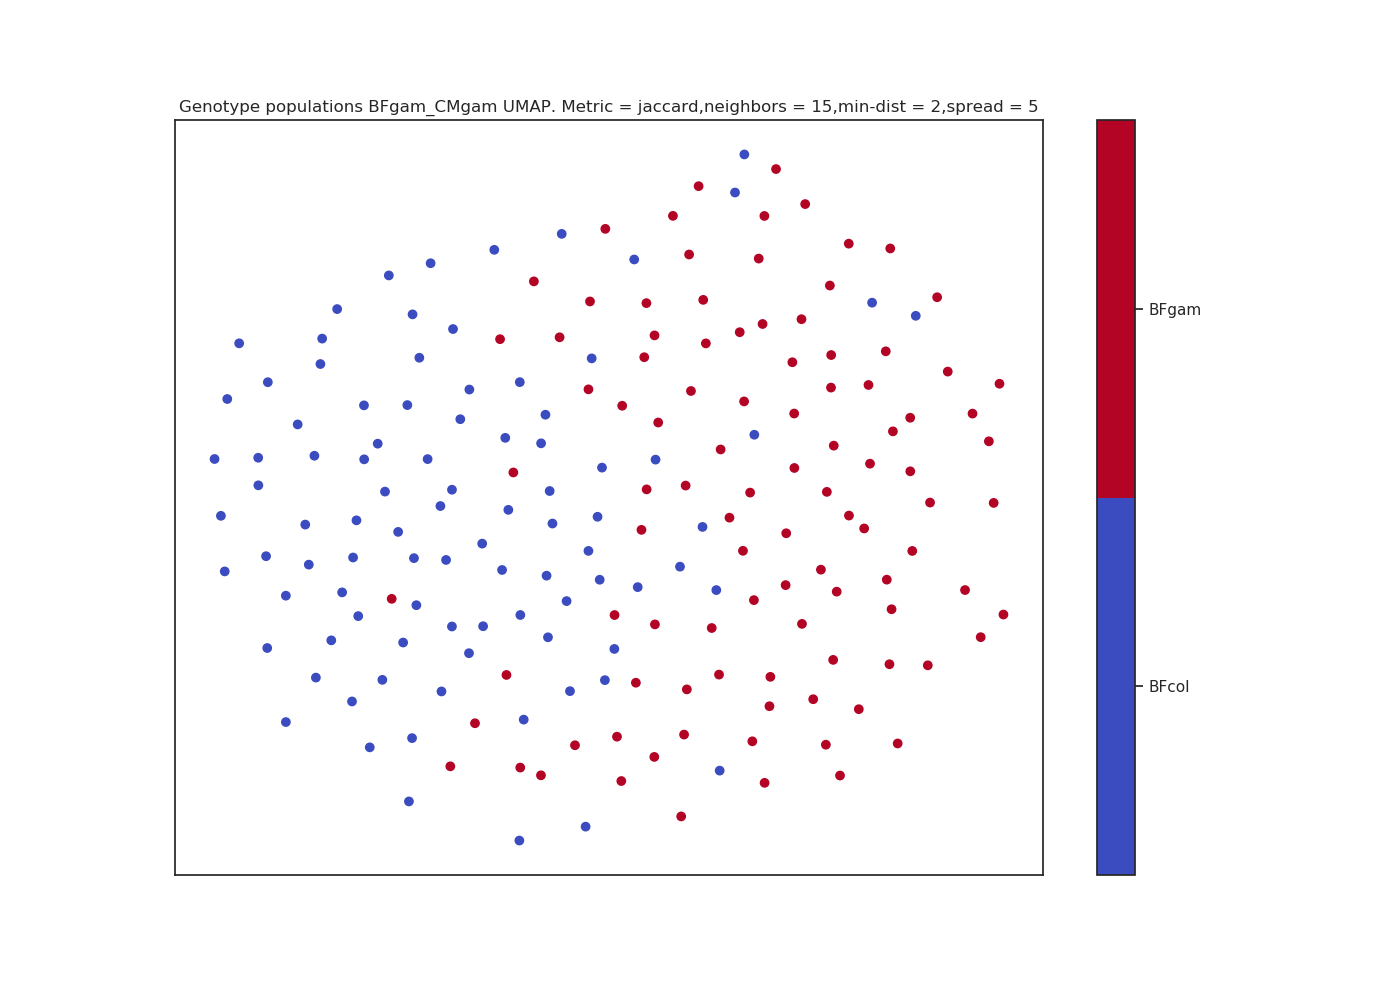 Genotype populations BFgam_CMgam UMAP. Metric = jaccard,neighbors = 15,min-dist = 2,spread = 5
BFgam
BFcol